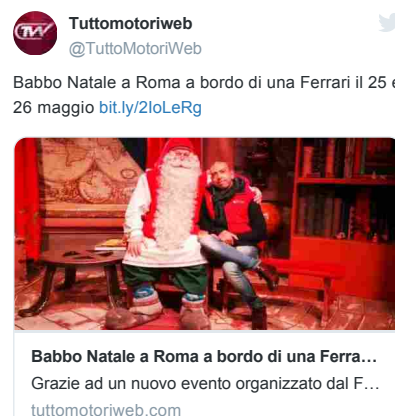 TW
Tuttomotoriweb
@TuttoMotoriWeb
Babbo Natale a Roma a bordo di una Ferrari il 25 e
26 maggio bit.ly/2IoLeRg
Babbo Natale a Roma a bordo di una Ferra…
Grazie ad un nuovo evento organizzato dal F…
tuttomotoriweb.com